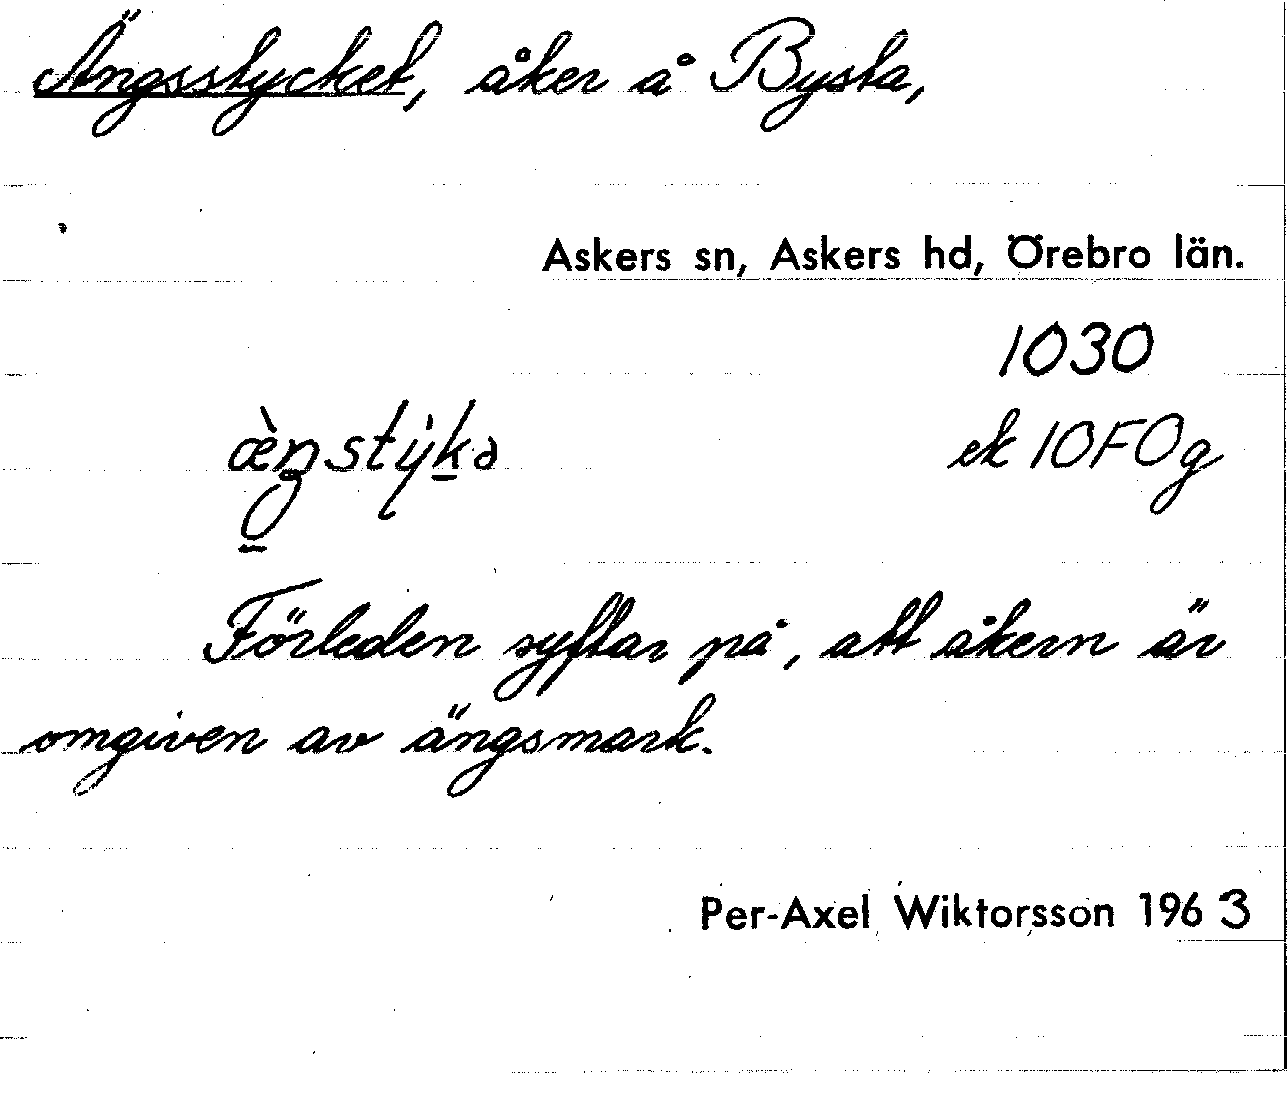 Ängsstycket, åker å Bysta,
Askers sn, Askers hd, Örebro län.
1030
ek 10F0g
Förleden syftar på, att åkern är
omgiven av ängsmark.
Per-Axel Wiktorsson 1963